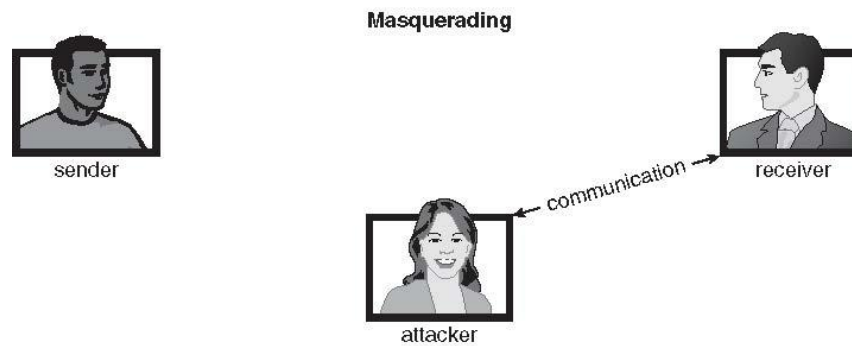 Masquerading
sender
communication
receiver
attacker